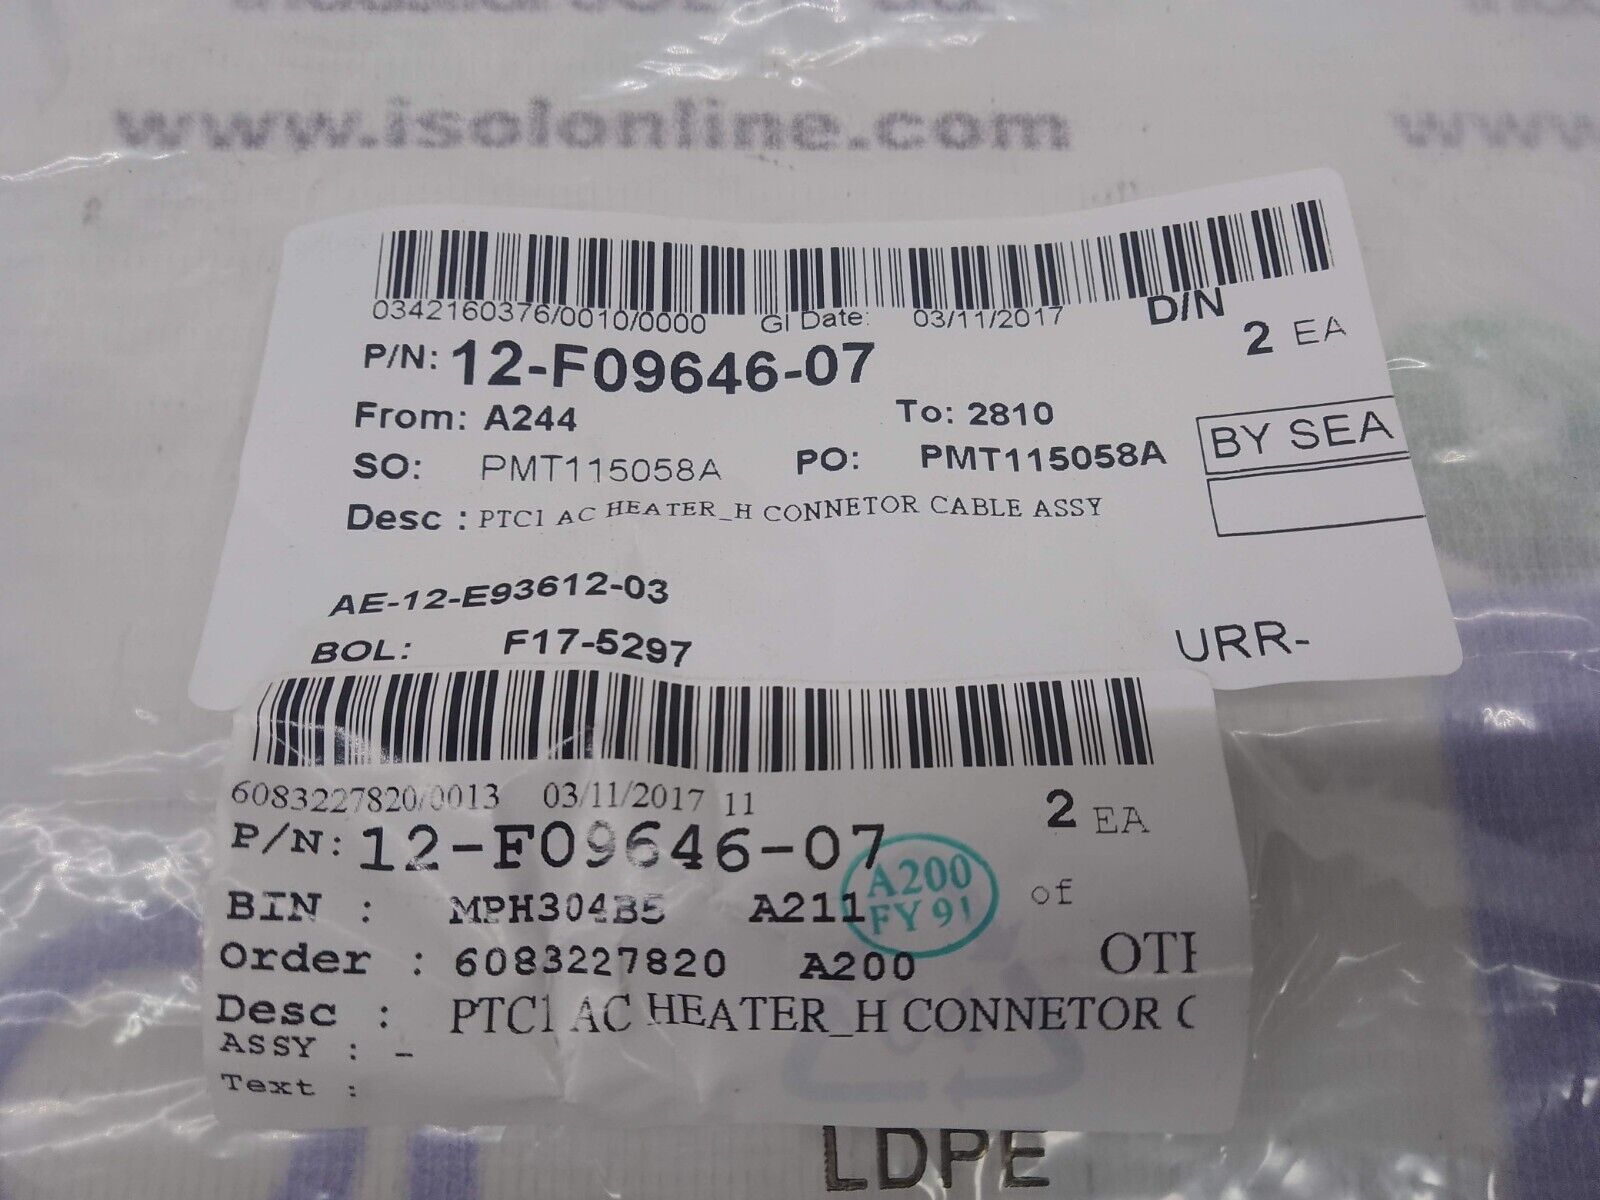 www.isolonline.com
0342160376/0010/0000 GI Date: 03/11/2017 D/N
2 EA
P/N: 12-F09646-07
From: A244 To: 2810
SO: PMT115058A PO: PMT115058A
BY SEA
Desc : PTC1 AC HEATER_H CONNETOR CABLE ASSY
AE-12-E93612-03
BOL: F17-5297 URR-
6083227820/0013 03/11/2017 11 2 EA
P/N: 12-F09646-07
A200
FY 91
BIN : MPH304B5 A211 of
Order : 6083227820 A200
Desc : PTC1 AC HEATER_H CONNETOR C
ASSY : -
Text :
LDPE